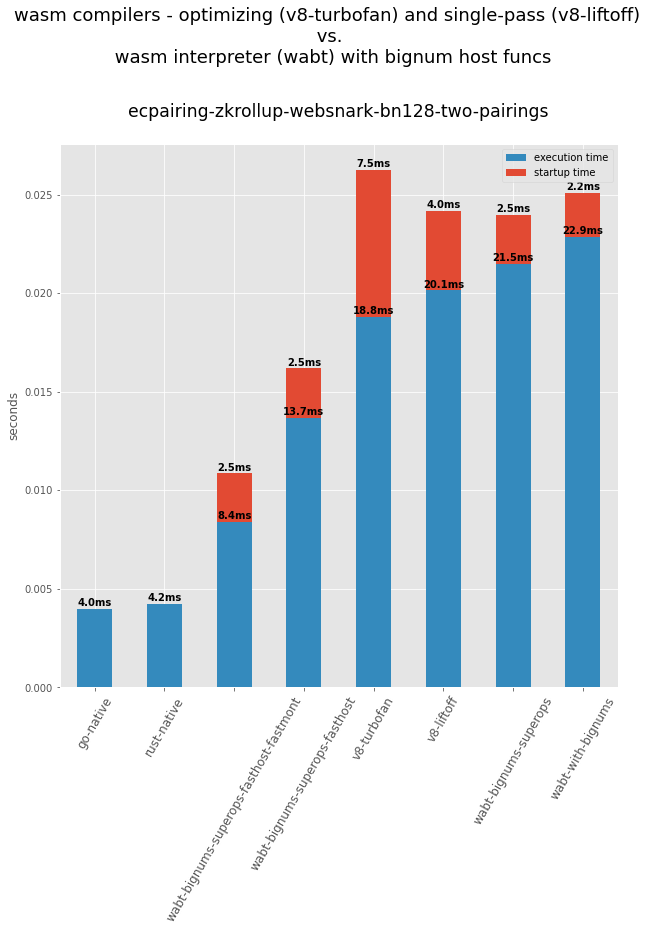 wasm compilers - optimizing (v8-turbofan) and single-pass (v8-liftoff)
vs.
wasm interpreter (wabt) with bignum host funcs
ecpairing-zkrollup-websnark-bn128-two-pairings
execution time
startup time
7.5ms
4.0ms
2.5ms
2.2ms
22.9ms
21.5ms
20.1ms
18.8ms
2.5ms
13.7ms
2.5ms
8.4ms
4.0ms
4.2ms
0.025
0.020
0.015
0.010
0.005
0.000
seconds
go-native
rust-native
wabt-bignums-superops-fasthost-fastmont
wabt-bignums-superops-fasthost
v8-turbofan
v8-liftoff
wabt-bignums-superops
wabt-with-bignums